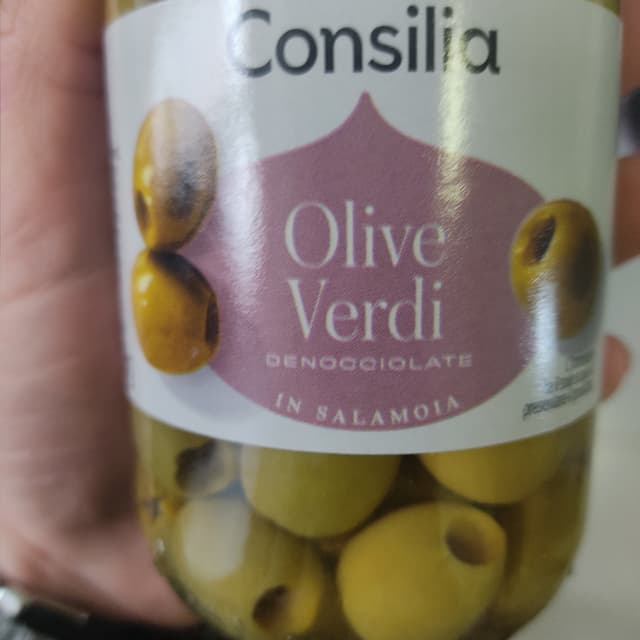 Consilia
Olive
Verdi
DENOCCIOLATE
IN SALAMOIA